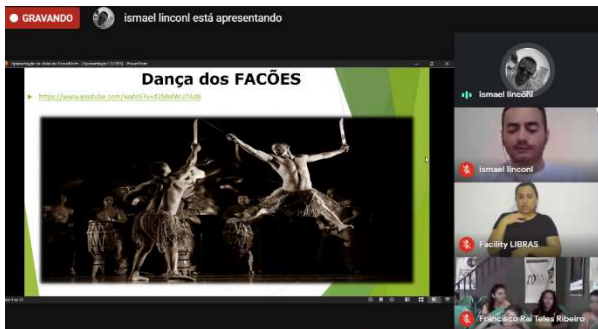 GRAVANDO
ismael linconl está apresentando
Dança dos FACÕES
ismael linconl
ismael linconl
Facility LIBRAS
Francisco Rai Teles Ribeiro